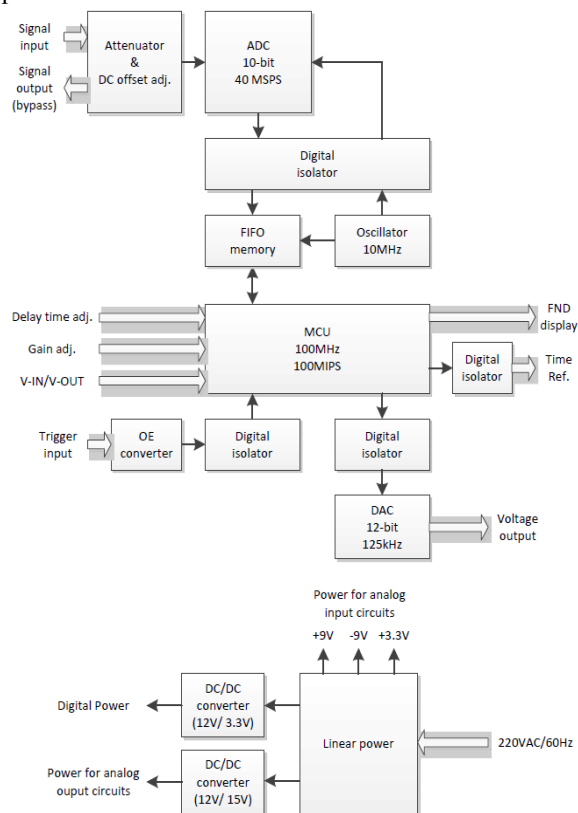 Signal
input
Signal
output
(bypass)
Attenuator
&
DC offset adj.
ADC
10-bit
40 MSPS
Digital
isolator
FIFO
memory
Oscillator
10MHz
Delay time adj.
Gain adj.
V-IN/V-OUT
MCU
100MHz
100MIPS
FND
display
Digital
isolator
Time
Ref.
Trigger
input
OE
converter
Digital
isolator
Digital
isolator
DAC
12-bit
125kHz
Voltage
output
Power for analog
input circuits
+9V -9V +3.3V
Digital Power
DC/DC
converter
(12V/ 3.3V)
Linear power
220VAC/60Hz
Power for analog
ouput circuits
DC/DC
converter
(12V/ 15V)